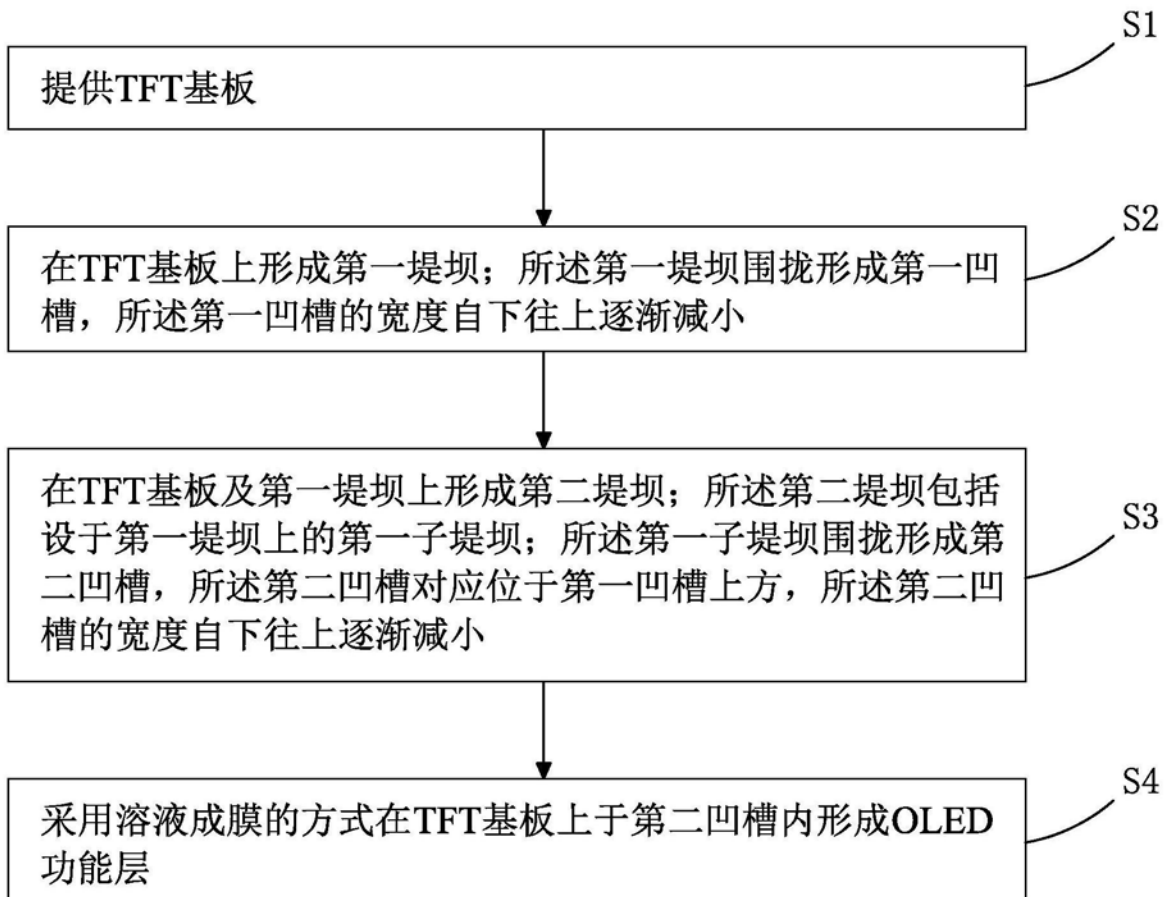 S1
提供TFT基板
S2
在TFT基板上形成第一堤坝；所述第一堤坝围拢形成第一凹
槽，所述第一凹槽的宽度自下往上逐渐减小
S3
在TFT基板及第一堤坝上形成第二堤坝；所述第二堤坝包括
设于第一堤坝上的第一子堤坝；所述第一子堤坝围拢形成第
二凹槽，所述第二凹槽对应位于第一凹槽上方，所述第二凹
槽的宽度自下往上逐渐减小
S4
采用溶液成膜的方式在TFT基板上于第二凹槽内形成OLED
功能层